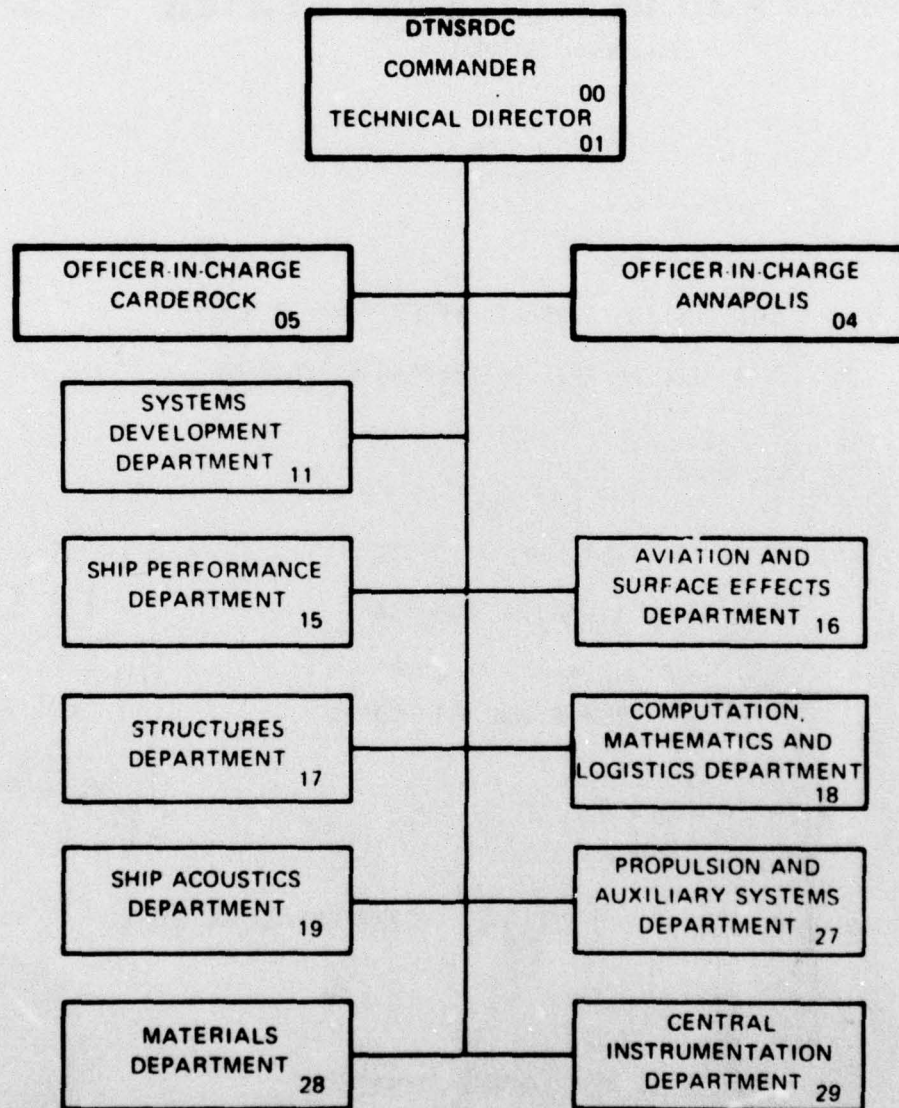 DTNSRDC
COMMANDER
00
TECHNICAL DIRECTOR
01
OFFICER-IN-CHARGE
CARDEROCK
05
OFFICER-IN-CHARGE
ANNAPOLIS
04
SYSTEMS
DEVELOPMENT
DEPARTMENT
11
SHIP PERFORMANCE
DEPARTMENT
15
AVIATION AND
SURFACE EFFECTS
DEPARTMENT
16
STRUCTURES
DEPARTMENT
17
COMPUTATION,
MATHEMATICS AND
LOGISTICS DEPARTMENT
18
SHIP ACOUSTICS
DEPARTMENT
19
PROPULSION AND
AUXILIARY SYSTEMS
DEPARTMENT
27
MATERIALS
DEPARTMENT
28
CENTRAL
INSTRUMENTATION
DEPARTMENT
29